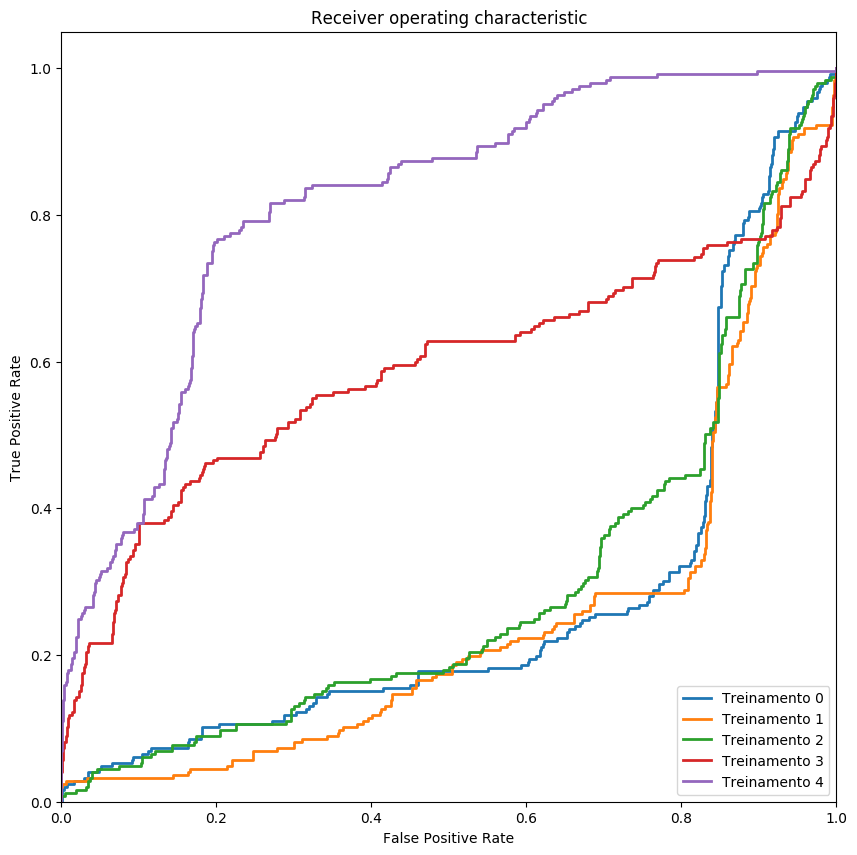 Receiver operating characteristic
True Positive Rate
1.0
0.8
0.6
0.4
0.2
0.0
0.0 0.2 0.4 0.6 0.8 1.0
False Positive Rate
Treinamento 0
Treinamento 1
Treinamento 2
Treinamento 3
Treinamento 4